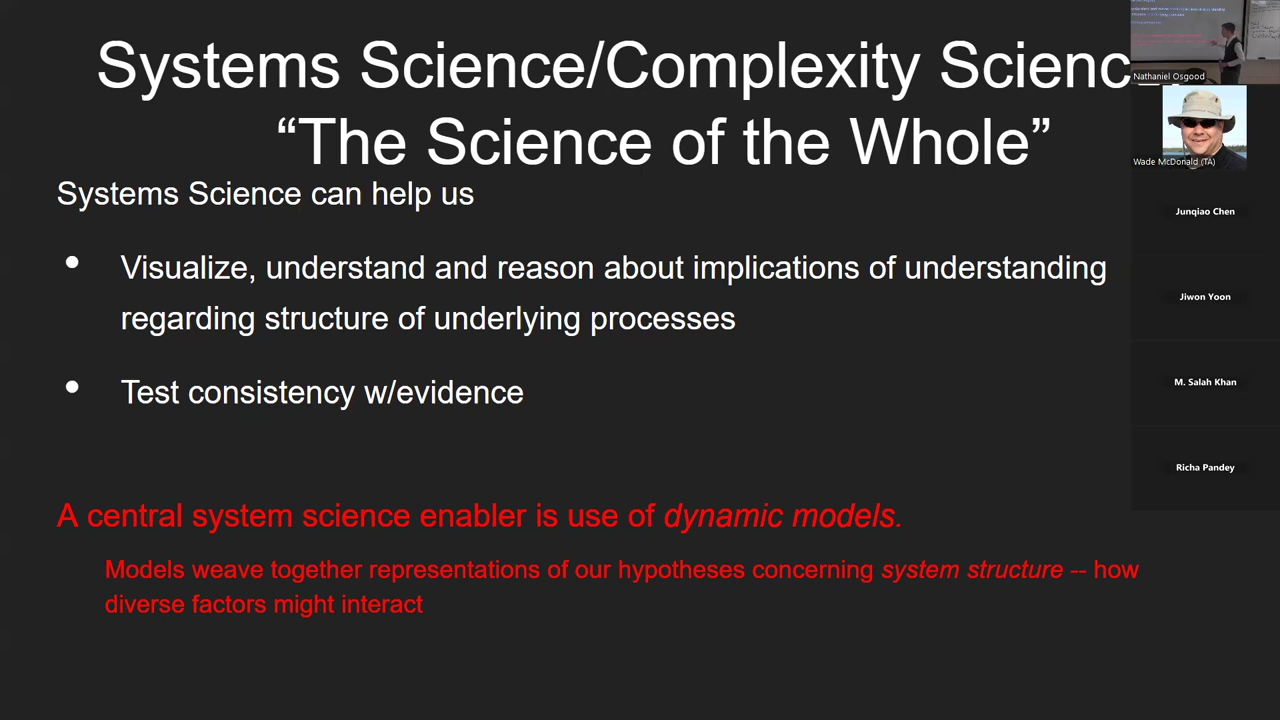 Systems Science/Complexity Scienc
“The Science of the Whole”
Systems Science can help us
• Visualize, understand and reason about implications of understanding
regarding structure of underlying processes
• Test consistency w/evidence
A central system science enabler is use of dynamic models.
Models weave together representations of our hypotheses concerning system structure -- how
diverse factors might interact
Nathaniel Osgood
Wade McDonald (TA)
Junqiao Chen
Jiwon Yoon
M. Salah Khan
Richa Pandey